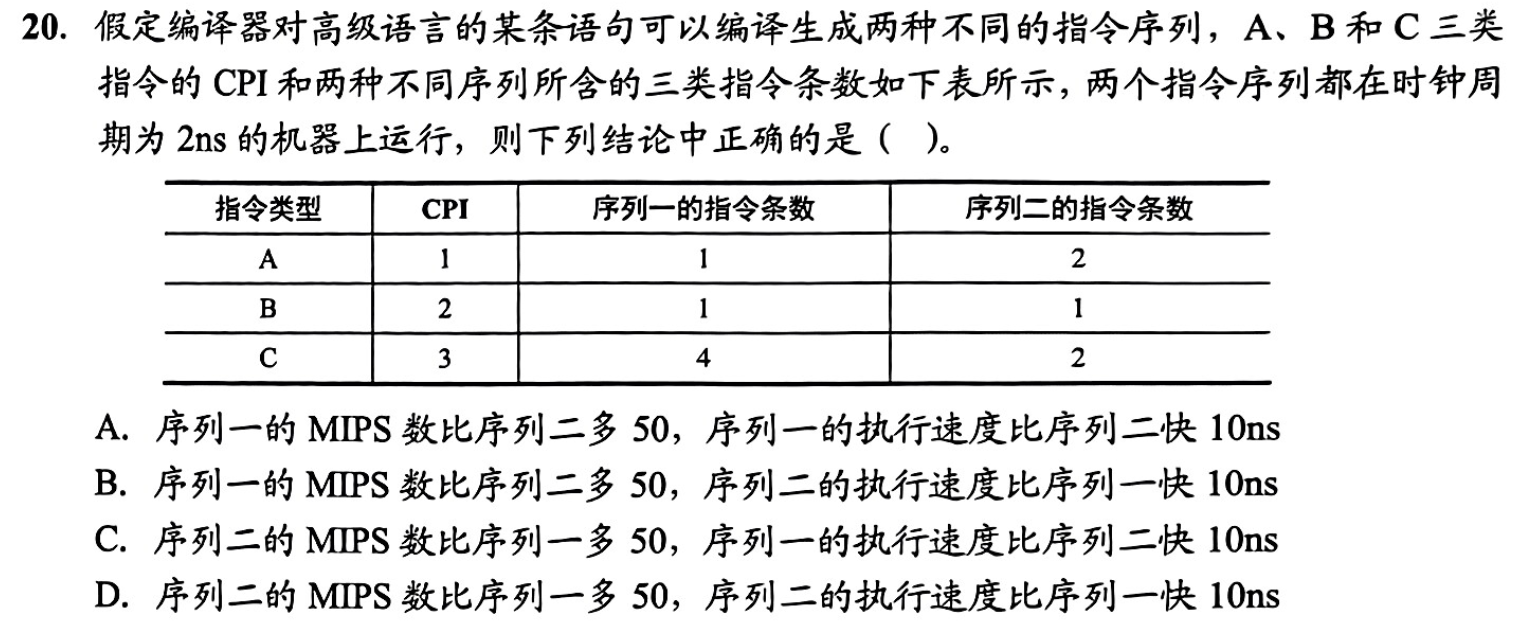 20. 假定编译器对高级语言的某条语句可以编译生成两种不同的指令序列，A、B 和 C 三类
指令的 CPI 和两种不同序列所含的三类指令条数如下表所示，两个指令序列都在时钟周
期为 2ns 的机器上运行，则下列结论中正确的是（ ）。
指令类型 CPI 序列一的指令条数 序列二的指令条数
A 1 1 2
B 2 1 1
C 3 4 2
A. 序列一的 MIPS 数比序列二多 50，序列一的执行速度比序列二快 10ns
B. 序列一的 MIPS 数比序列二多 50，序列二的执行速度比序列一快 10ns
C. 序列二的 MIPS 数比序列一多 50，序列一的执行速度比序列二快 10ns
D. 序列二的 MIPS 数比序列一多 50，序列二的执行速度比序列一快 10ns